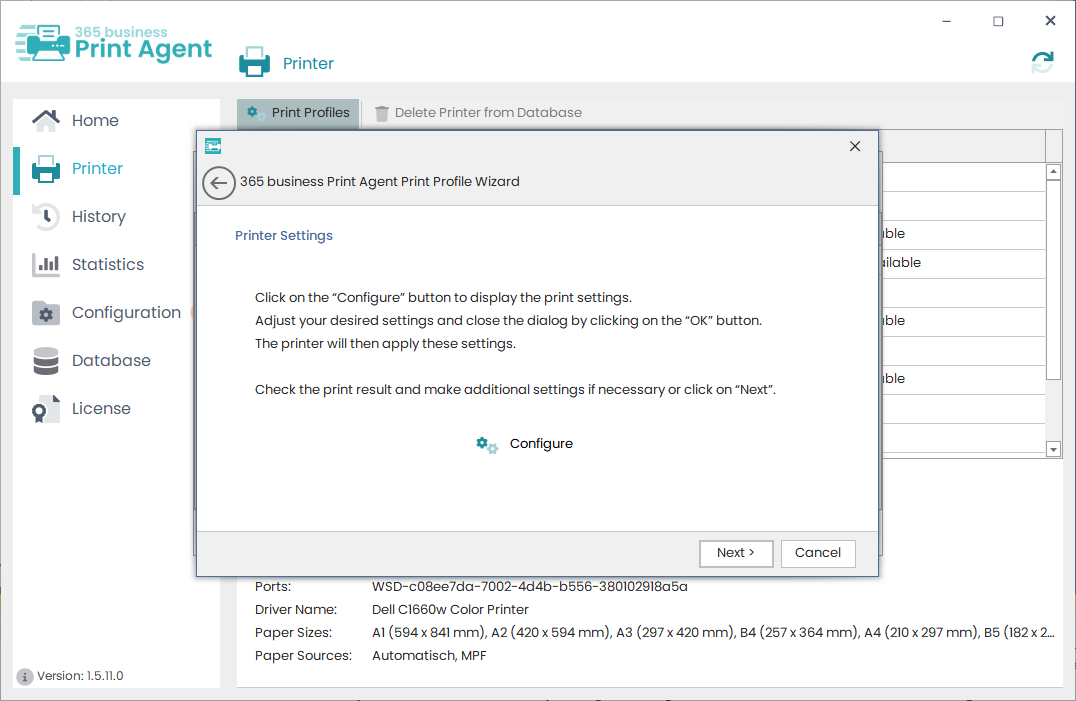 365 business
Print Agent
Printer
Home
Printer
History
Statistics
Configuration
Database
License
Version: 1.5.11.0
Print Profiles
Delete Printer from Database
365 business Print Agent Print Profile Wizard
Printer Settings
Click on the “Configure” button to display the print settings.
Adjust your desired settings and close the dialog by clicking on the “OK” button.
The printer will then apply these settings.
Check the print result and make additional settings if necessary or click on “Next”.
Configure
Next >
Cancel
Ports: WSD-c08ee7da-7002-4d4b-b556-380102918a5a
Driver Name: Dell C1660w Color Printer
Paper Sizes: A1 (594 x 841 mm), A2 (420 x 594 mm), A3 (297 x 420 mm), B4 (257 x 364 mm), A4 (210 x 297 mm), B5 (182 x 2...
Paper Sources: Automatisch, MPF